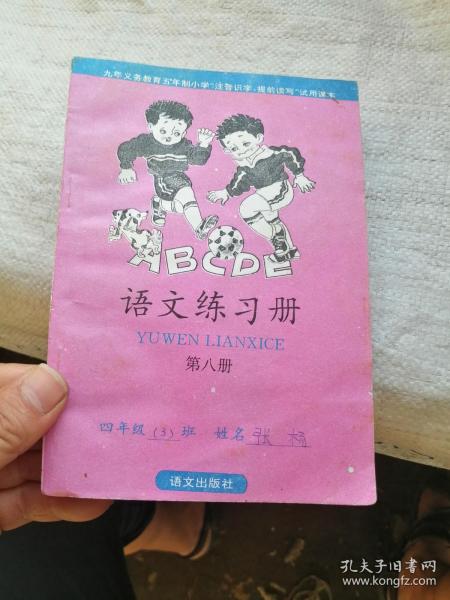 九年义务教育五年制小学“注音识字,提前读写”试用课本
ABCDE
语文练习册
YUWEN LIANXICE
第八册
四年级(3)班 姓名 张
语文出版社
孔夫子旧书网
www.kongfz.com